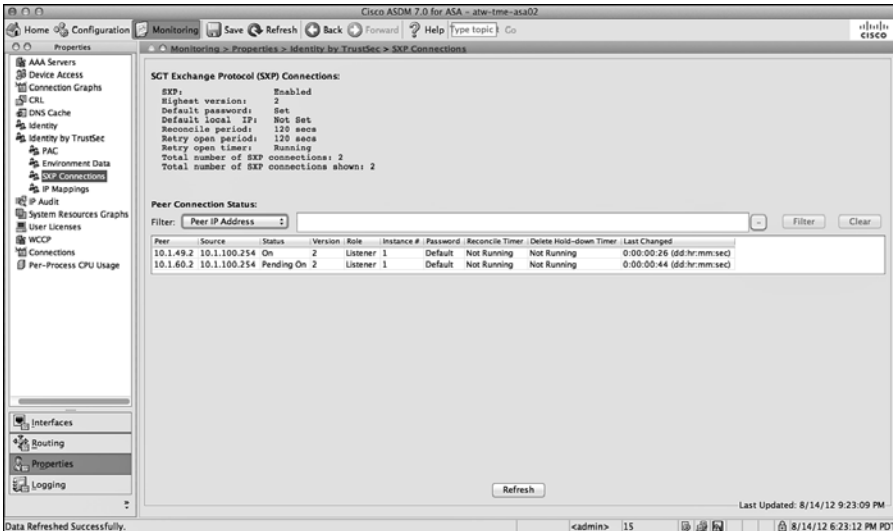 Cisco ASDM 7.0 for ASA - atw-tme-asa02
Home Configuration Monitoring Save Refresh Back Forward Help Type topic Go
CISCO
Properties
Monitoring > Properties > Identity by TrustSec > SXP Connections
AAA Servers
Device Access
Connection Graphs
CRL
DNS Cache
Identity
Identity by TrustSec
PAC
Environment Data
SXP Connections
IP Mappings
IP Audit
System Resources Graphs
User Licenses
WCCP
Connections
Per-Process CPU Usage
SGT Exchange Protocol (SXP) Connections:
SXP: Enabled
Highest version: 2
Default password: Set
Default local IP: Not Set
Reconcile period: 120 secs
Retry open period: 120 secs
Retry open timer: Running
Total number of SXP connections: 2
Total number of SXP connections shown: 2
Peer Connection Status:
Filter: Peer IP Address - Filter Clear
Peer Source Status Version Role Instance # Password Reconcile Timer Delete Hold-down Timer Last Changed
10.1.49.2 10.1.100.254 On 2 Listener 1 Default Not Running Not Running 0:00:00:26 (dd:hr:mm:sec)
10.1.60.2 10.1.100.254 Pending On 2 Listener 1 Default Not Running Not Running 0:00:00:44 (dd:hr:mm:sec)
Interfaces
Routing
Properties
Logging
Refresh
Last Updated: 8/14/12 9:23:09 PM
Data Refreshed Successfully. <admin> 15 8/14/12 6:23:12 PM PD